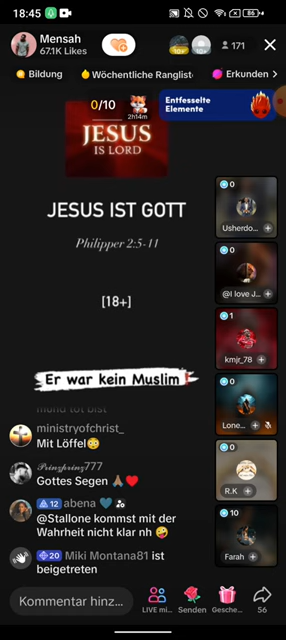 18:45
86
Mensah
67.1K Likes
10+
171
Bildung
Wöchentliche Ranglist
Erkunden
0/10
2h14m
Entfesselte
Elemente
JESUS
IS LORD
JESUS IST GOTT
Philipper 2:5-11
[18+]
Er war kein Muslim
0
Usherdo...
0
@I love J...
1
kmjr_78
0
Lone...
0
R.K
10
Farah
ministryofchrist_
Mit Löffel😳
𝒫𝓇𝒾𝓃𝓏𝓅𝓇𝒾𝓃𝓏777
Gottes Segen 🙏🏾❤️
12 abena
@Stallone kommst mit der
Wahrheit nicht klar nh 🤪
20 Miki Montana81 ist
beigetreten
Kommentar hinz...
LIVE mi...
Senden
Gesche...
56